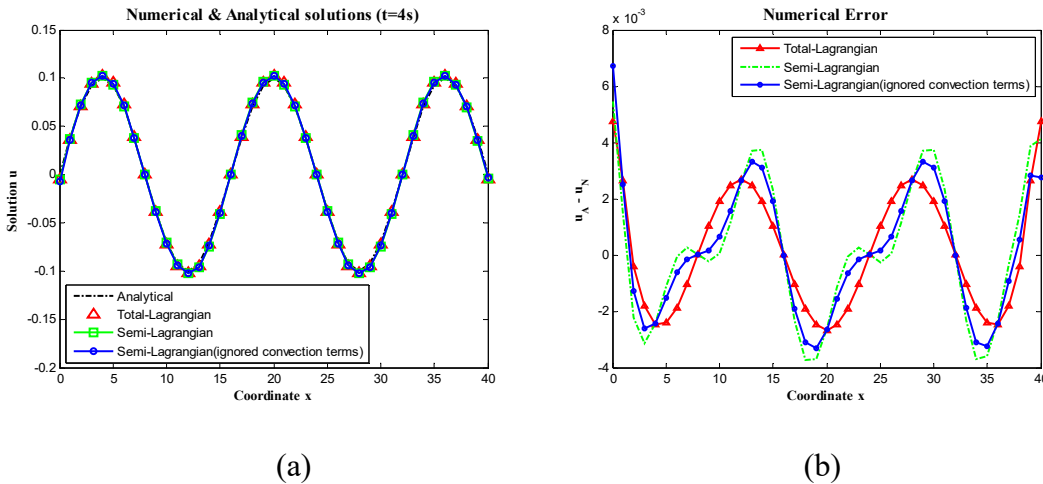 Numerical & Analytical solutions (t=4s)
0.15
0.1
0.05
0
-0.05
-0.1
-0.15
-0.2
Solution u
Analytical
Total-Lagrangian
Semi-Lagrangian
Semi-Lagrangian(ignored convection terms)
0 5 10 15 20 25 30 35 40
Coordinate x
(a)
Numerical Error
x 10^-3
8
6
4
2
0
-2
-4
-6
u_A - u_N
Total-Lagrangian
Semi-Lagrangian
Semi-Lagrangian(ignored convection terms)
0 5 10 15 20 25 30 35 40
Coordinate x
(b)